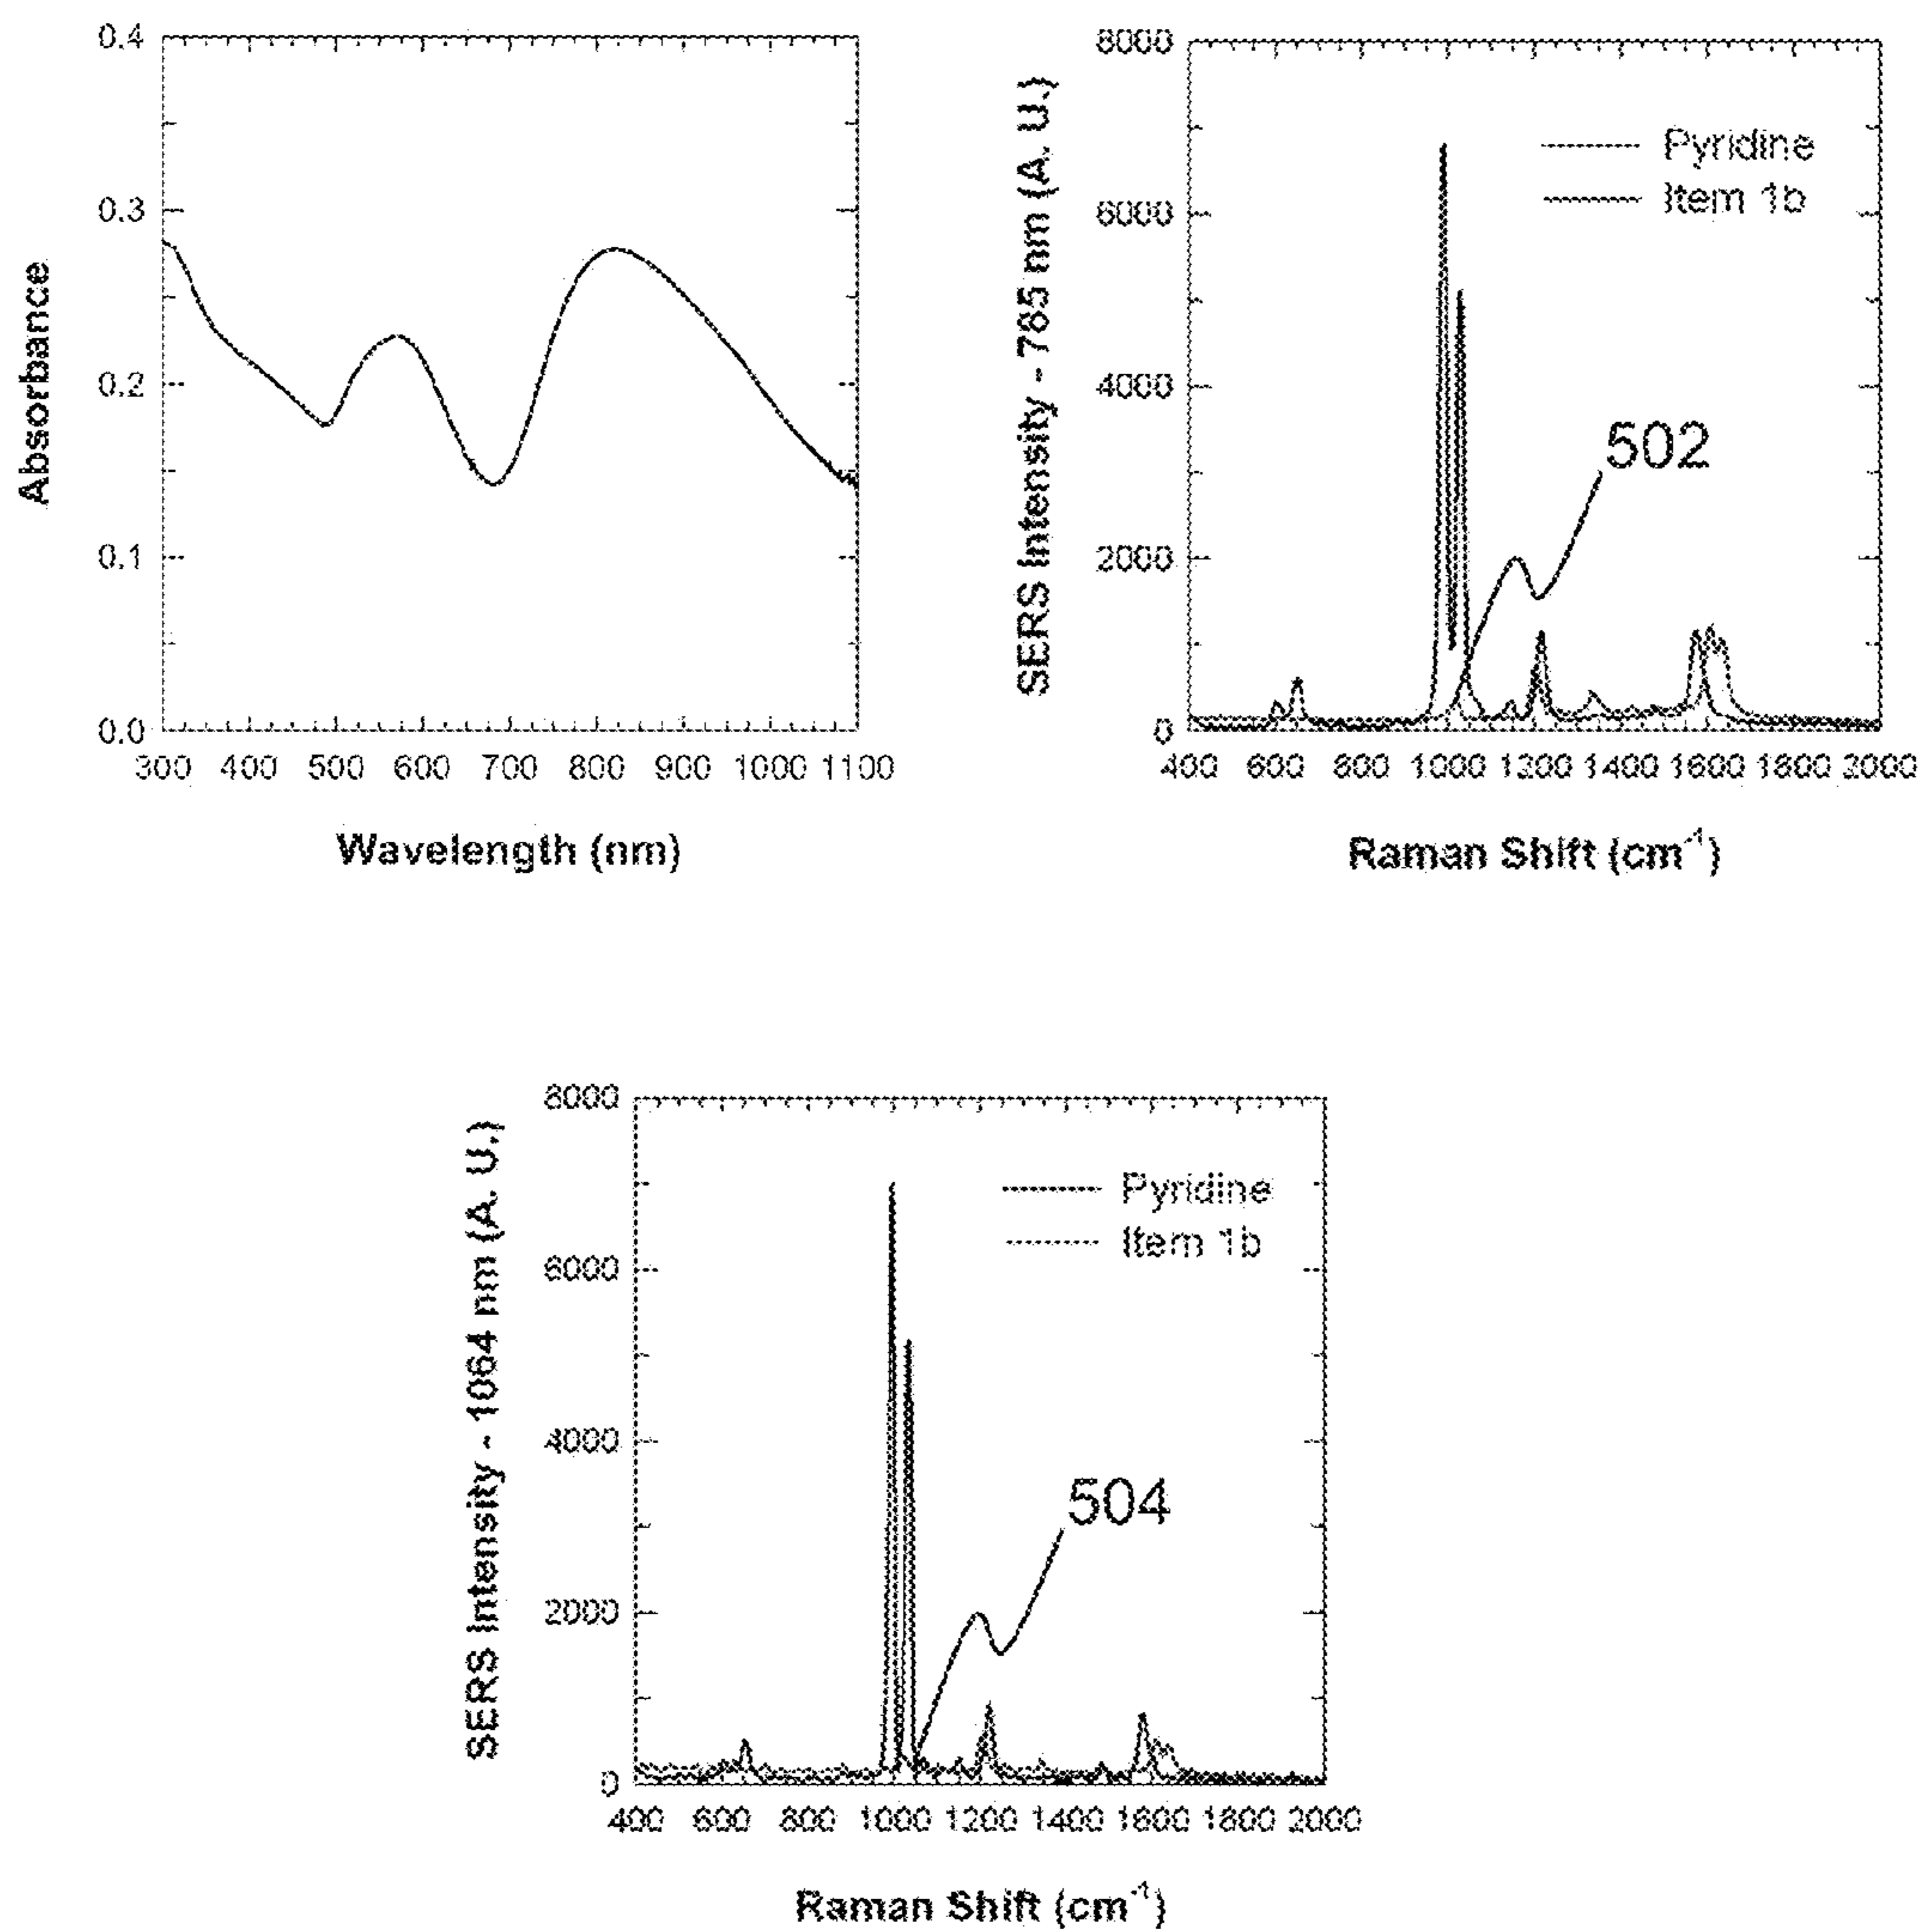 Absorbance
0.4
0.3
0.2
0.1
0.0
300 400 500 600 700 800 900 1000 1100
Wavelength (nm)
SERS Intensity - 785 nm (A. U.)
8000
6000
4000
2000
0
Pyridine
Item 1b
502
400 600 800 1000 1200 1400 1600 1800 2000
Raman Shift (cm⁻¹)
SERS Intensity - 1064 nm (A. U.)
8000
6000
4000
2000
0
Pyridine
Item 1b
504
400 600 800 1000 1200 1400 1600 1800 2000
Raman Shift (cm⁻¹)